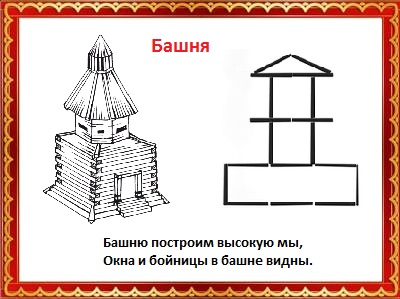 Башня
Башню построим высокую мы,
Окна и бойницы в башне видны.